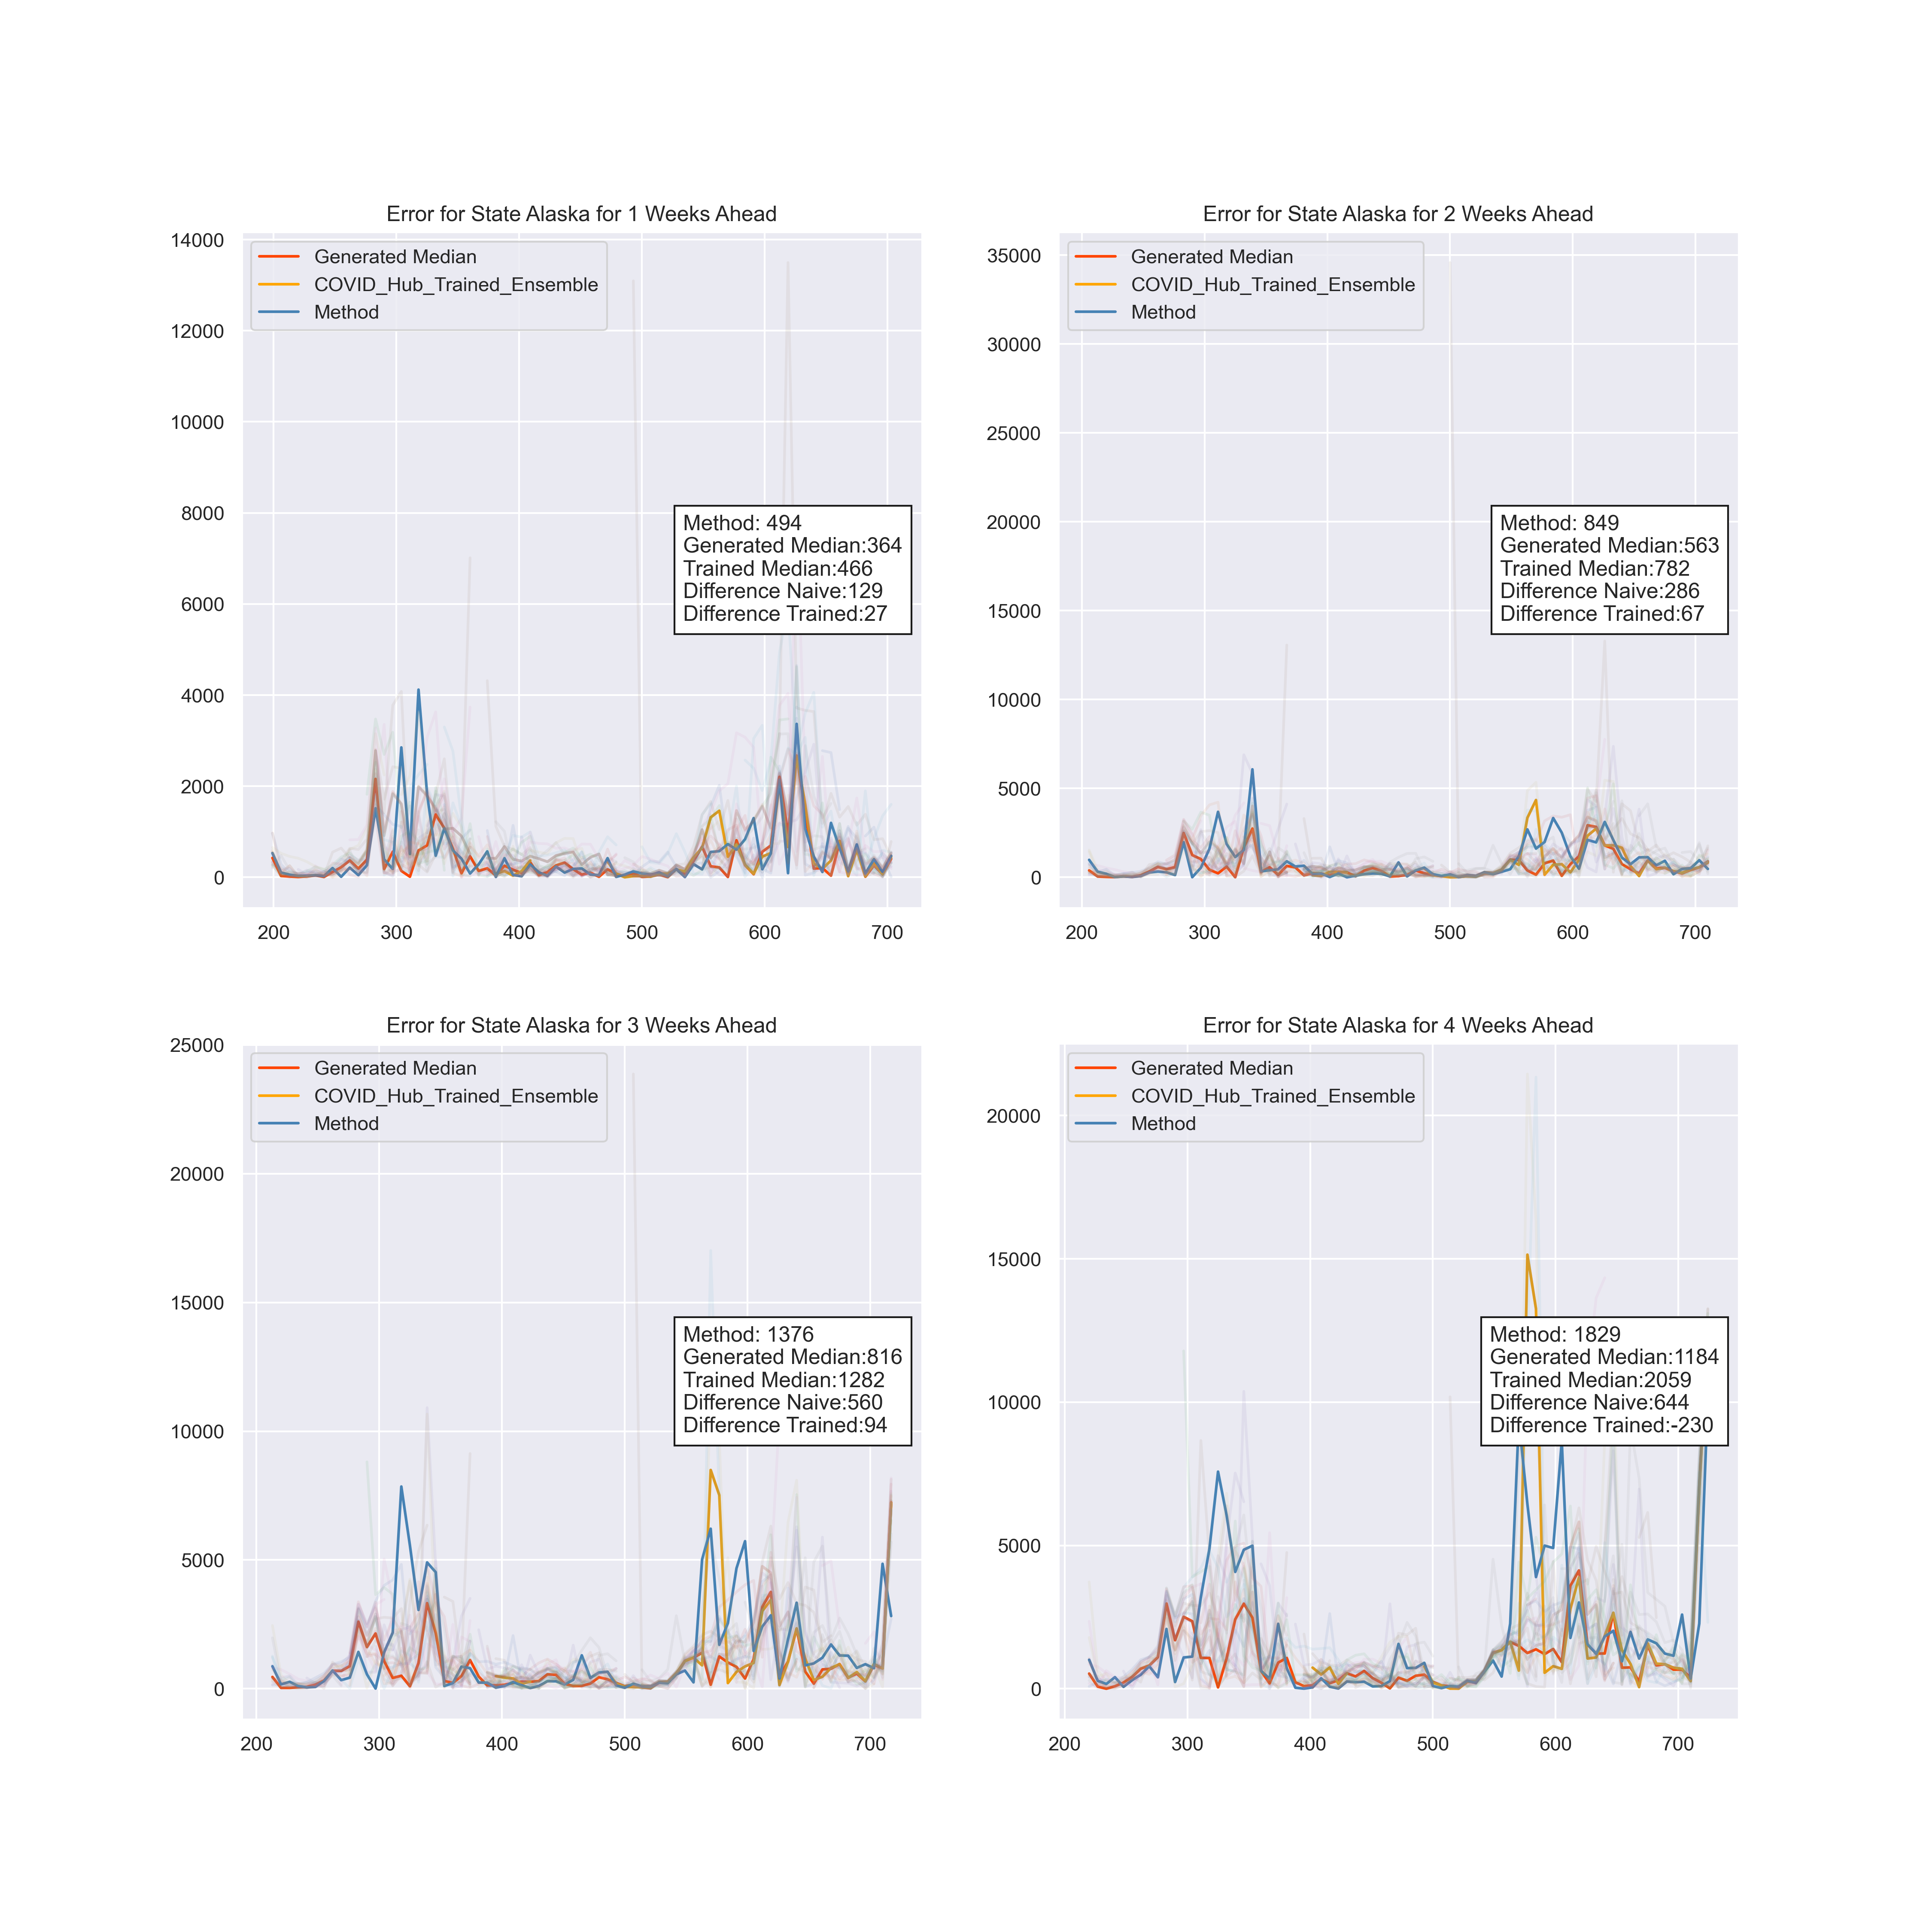 Error for State Alaska for 1 Weeks Ahead
14000
12000
10000
8000
6000
4000
2000
0
200 300 400 500 600 700
Generated Median
COVID_Hub_Trained_Ensemble
Method
Method: 494
Generated Median:364
Trained Median:466
Difference Naive:129
Difference Trained:27
Error for State Alaska for 2 Weeks Ahead
35000
30000
25000
20000
15000
10000
5000
0
200 300 400 500 600 700
Generated Median
COVID_Hub_Trained_Ensemble
Method
Method: 849
Generated Median:563
Trained Median:782
Difference Naive:286
Difference Trained:67
Error for State Alaska for 3 Weeks Ahead
25000
20000
15000
10000
5000
0
200 300 400 500 600 700
Generated Median
COVID_Hub_Trained_Ensemble
Method
Method: 1376
Generated Median:816
Trained Median:1282
Difference Naive:560
Difference Trained:94
Error for State Alaska for 4 Weeks Ahead
20000
15000
10000
5000
0
200 300 400 500 600 700
Generated Median
COVID_Hub_Trained_Ensemble
Method
Method: 1829
Generated Median:1184
Trained Median:2059
Difference Naive:644
Difference Trained:-230